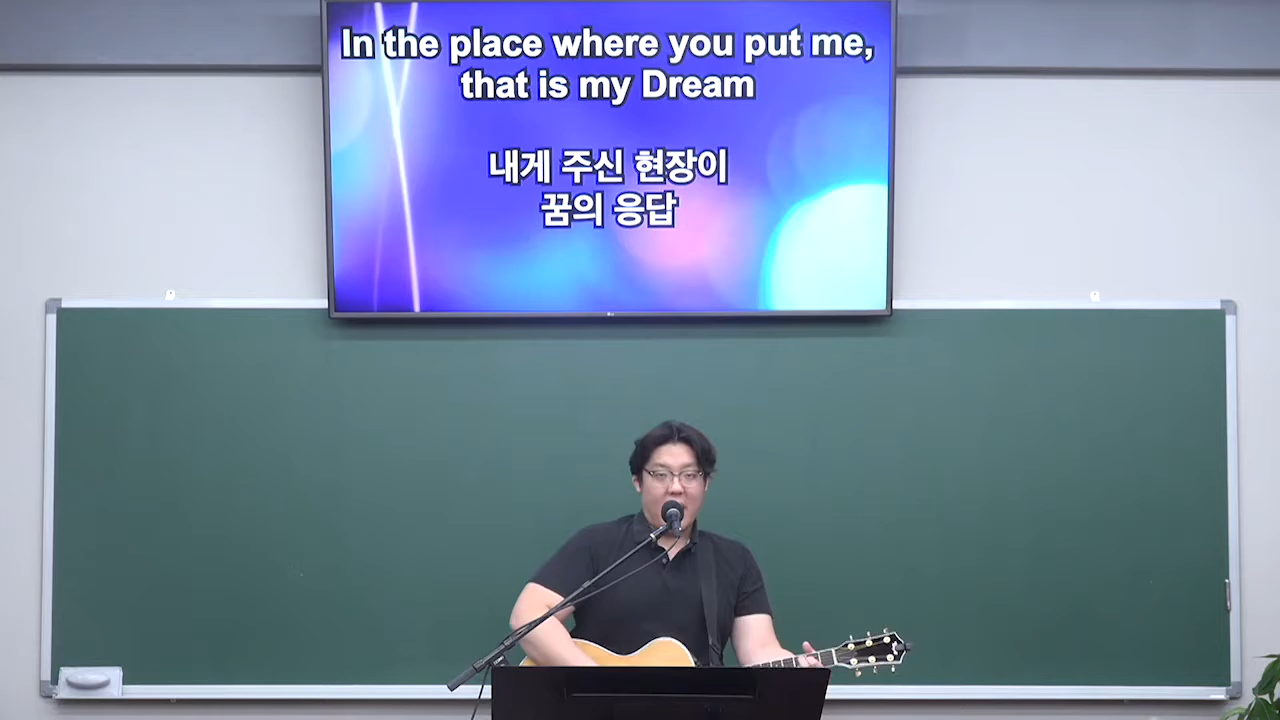 In the place where you put me,
that is my Dream
내게 주신 현장이
꿈의 응답